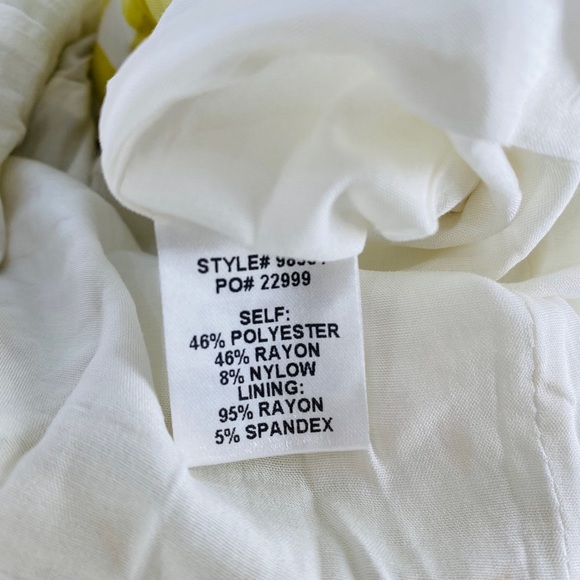 STYLE#
PO# 22999
SELF:
46% POLYESTER
46% RAYON
8% NYLOW
LINING:
95% RAYON
5% SPANDEX